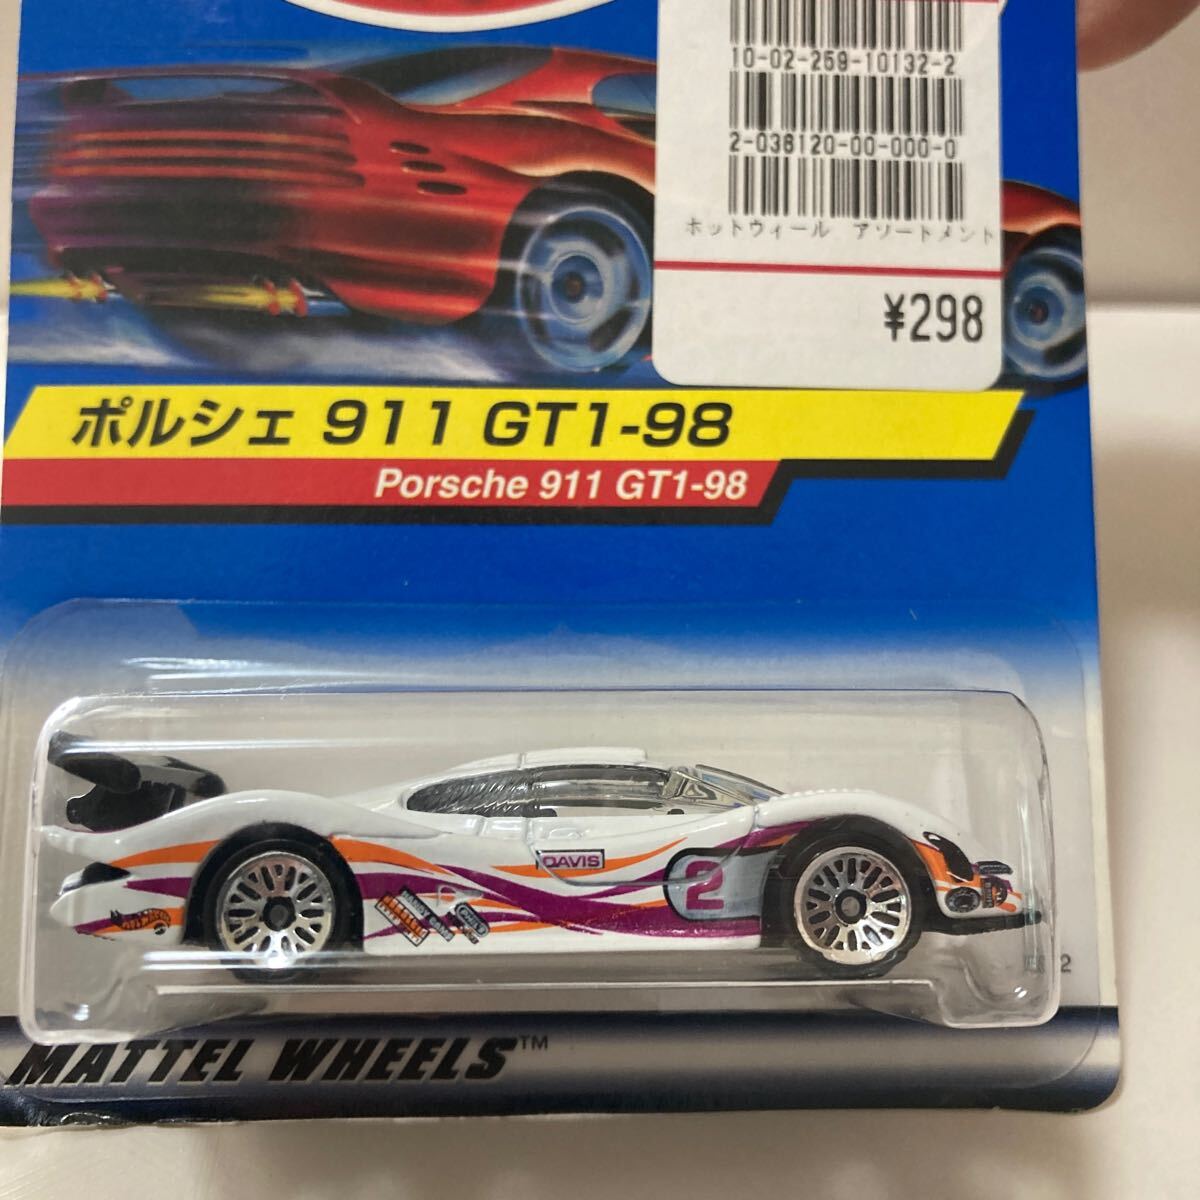 10-02-259-10132-2
2-038120-00-000-0
ホットウィール アソートメント
¥298
ポルシェ 911 GT1-98
Porsche 911 GT1-98
DAVIS
2
MATTEL WHEELS™